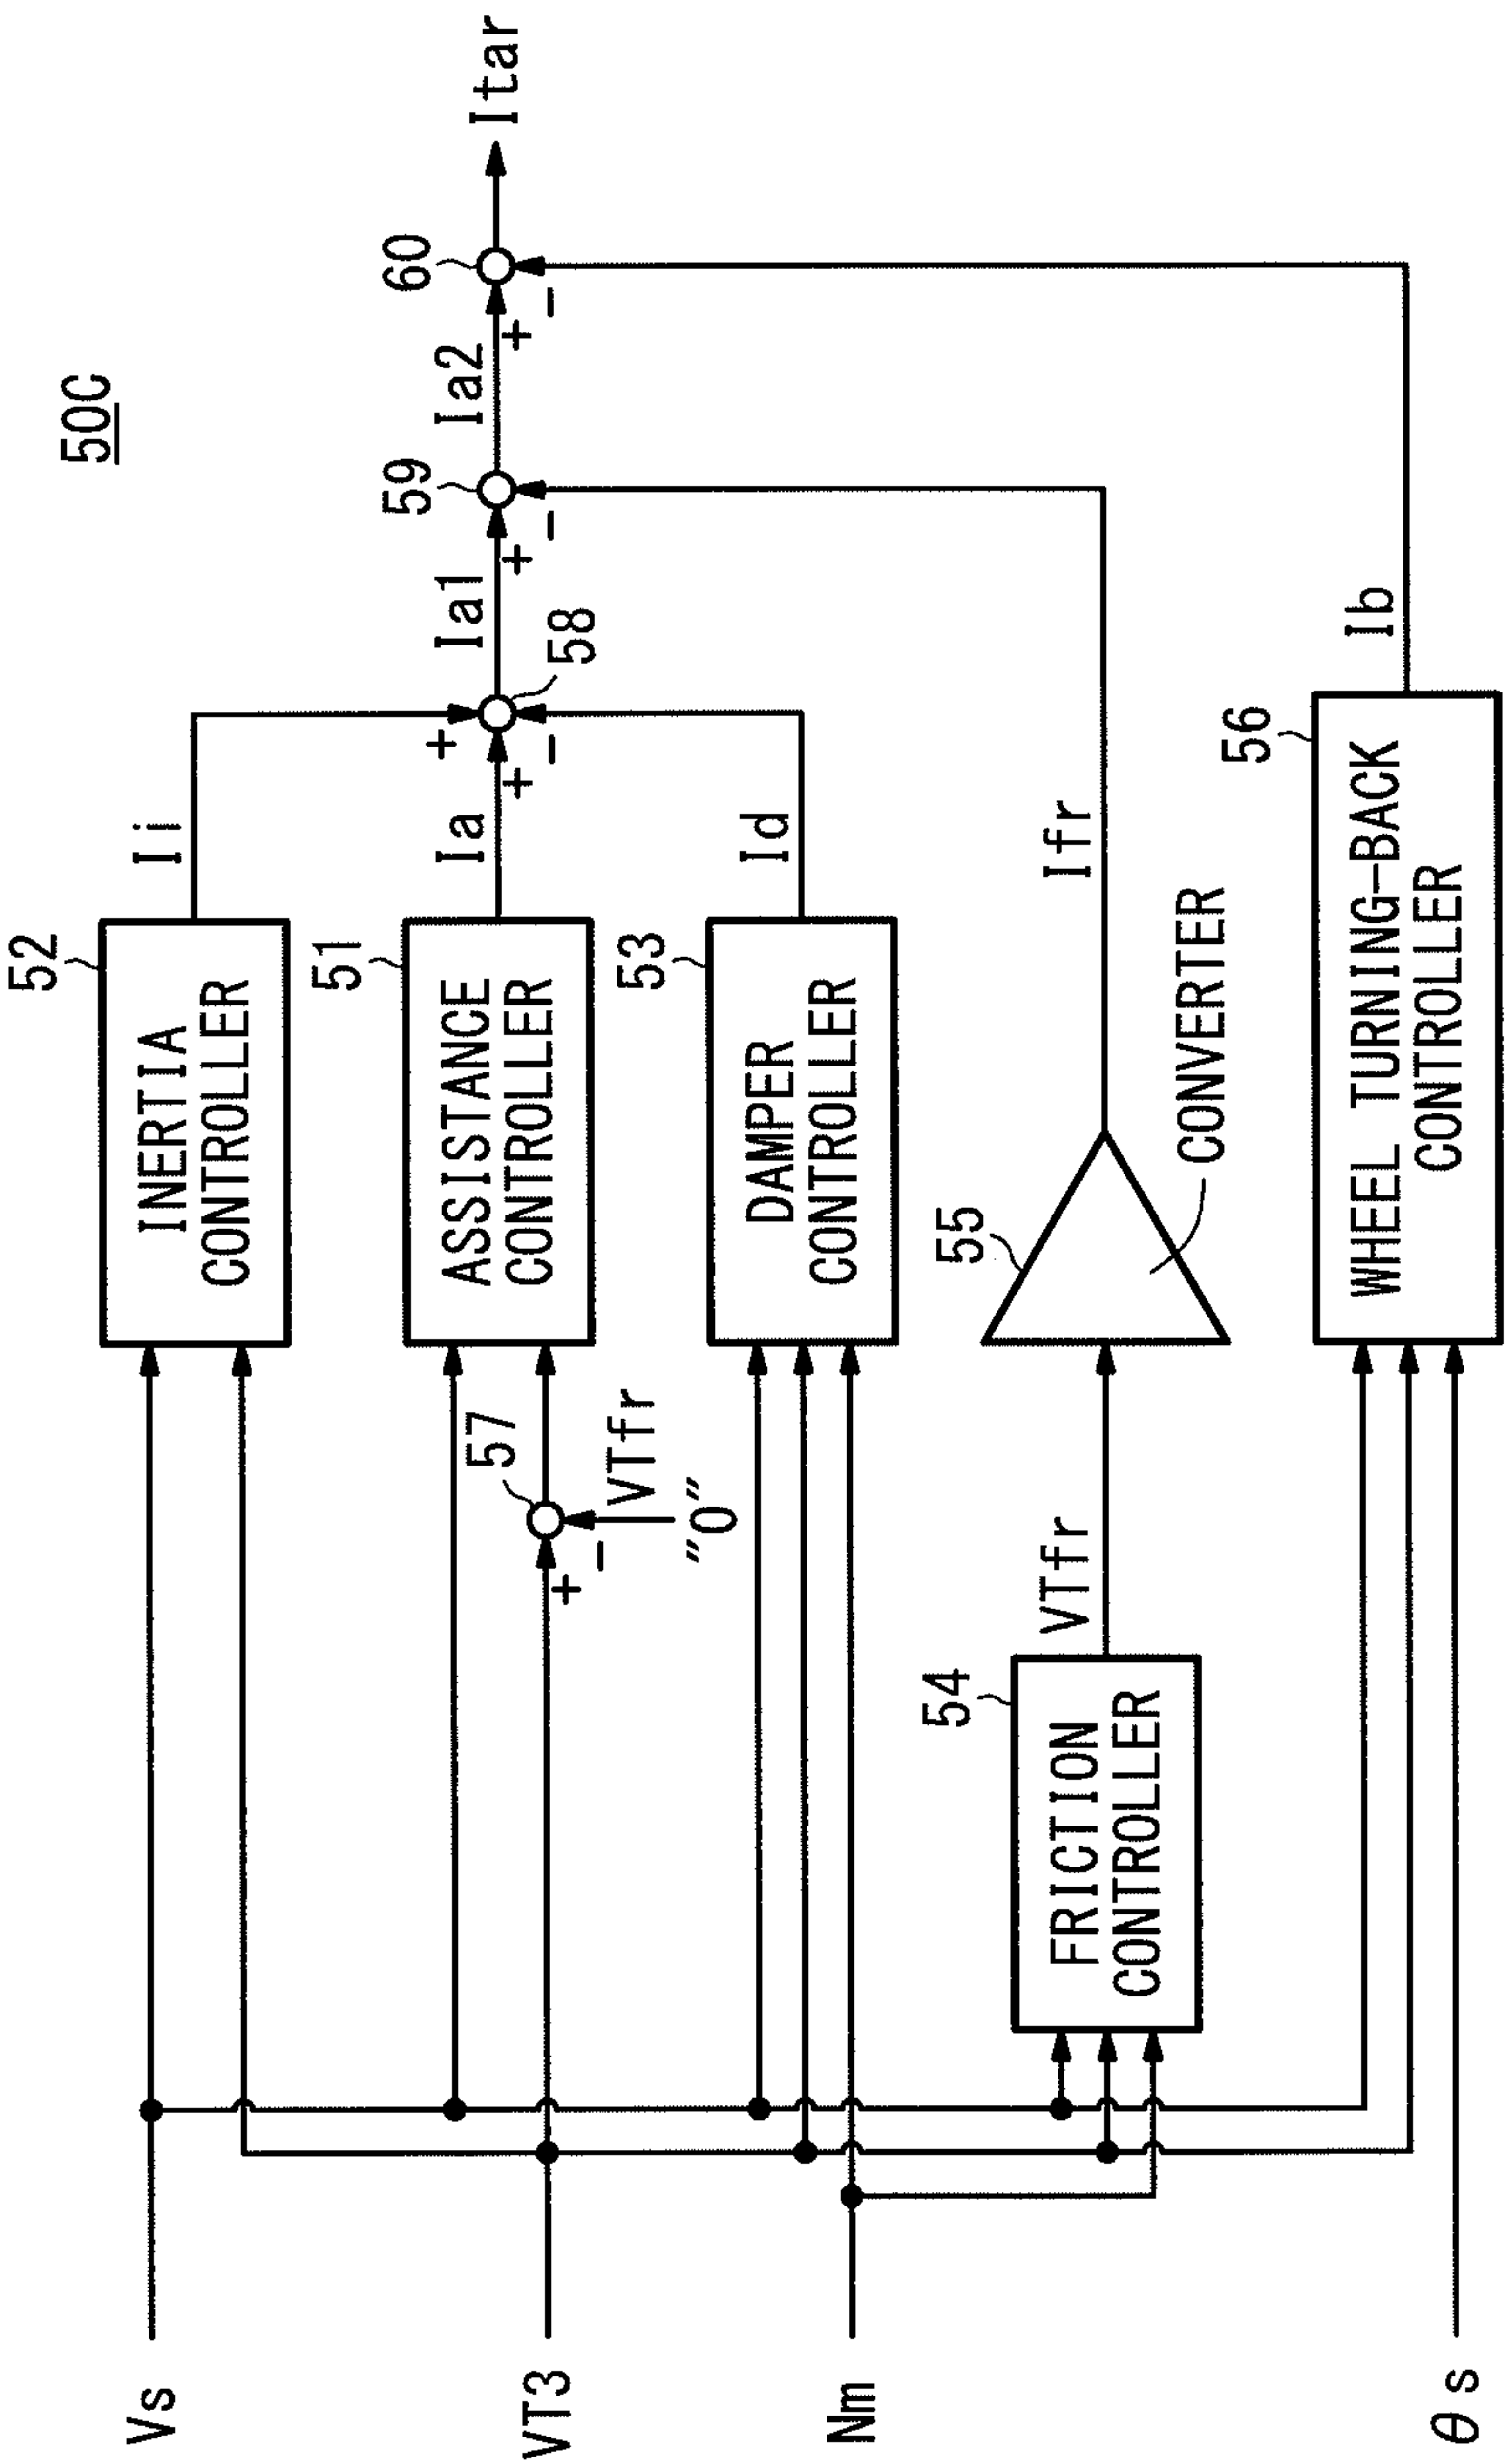 50C
Vs
VT3
Nm
θs
52
INERTIA
CONTROLLER
Ii
51
ASSISTANCE
CONTROLLER
Ia
57
+
-
VTfr
"0"
53
DAMPER
CONTROLLER
Id
54
FRICTION
CONTROLLER
VTfr
55
CONVERTER
Ifr
56
WHEEL TURNING-BACK
CONTROLLER
Ib
+
+
-
58
Ia1
+
-
59
Ia2
+
-
60
Itar